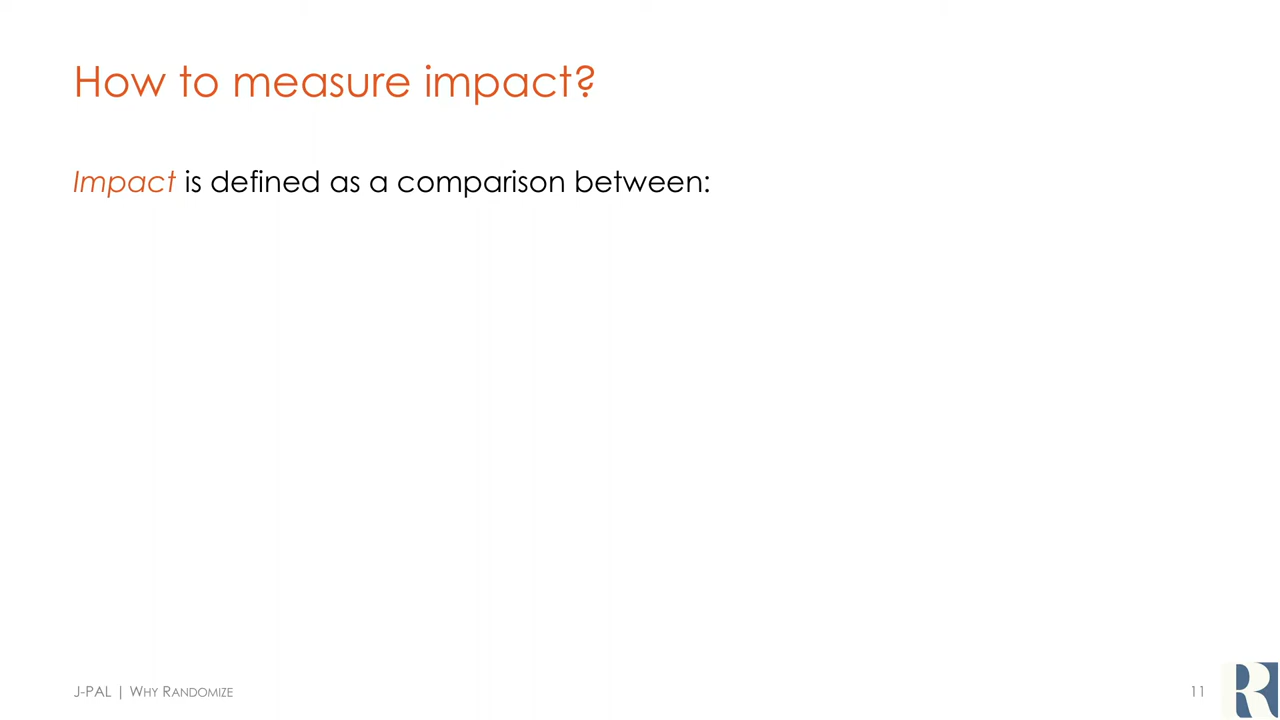 How to measure impact?
Impact is defined as a comparison between:
J-PAL | WHY RANDOMIZE
11
R